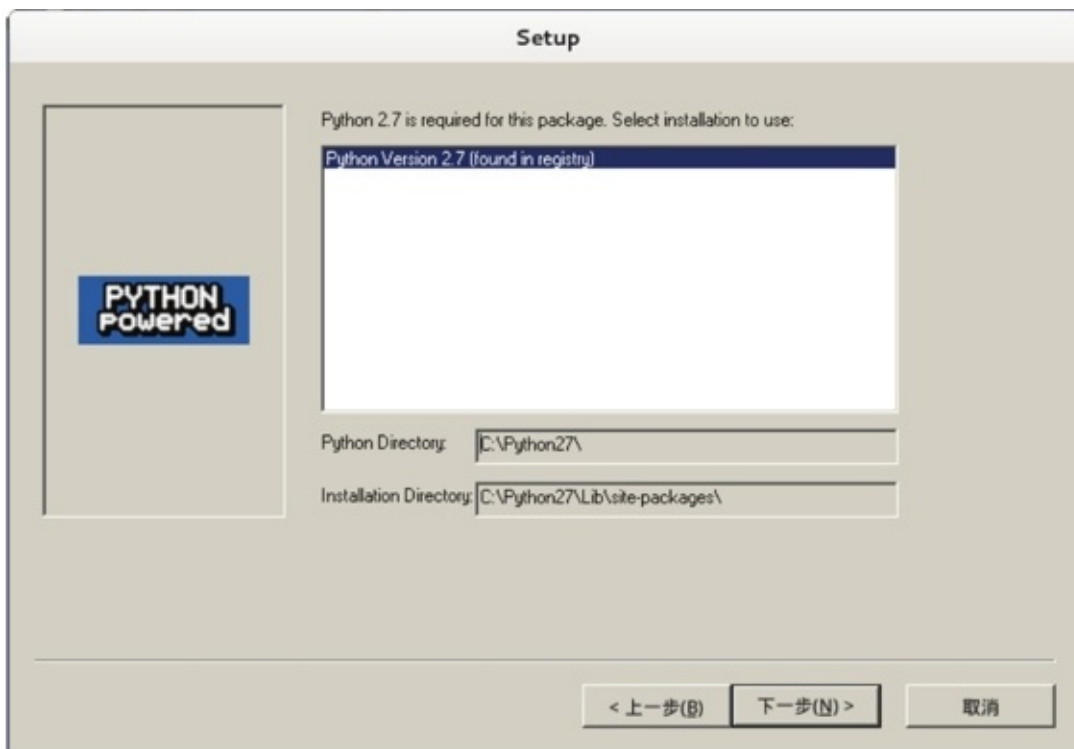 Setup
Python 2.7 is required for this package. Select installation to use:
Python Version 2.7 (found in registry)
PYTHON
powered
Python Directory: C:\Python27\
Installation Directory: C:\Python27\Lib\site-packages\
< 上一步(B) 下一步(N) > 取消